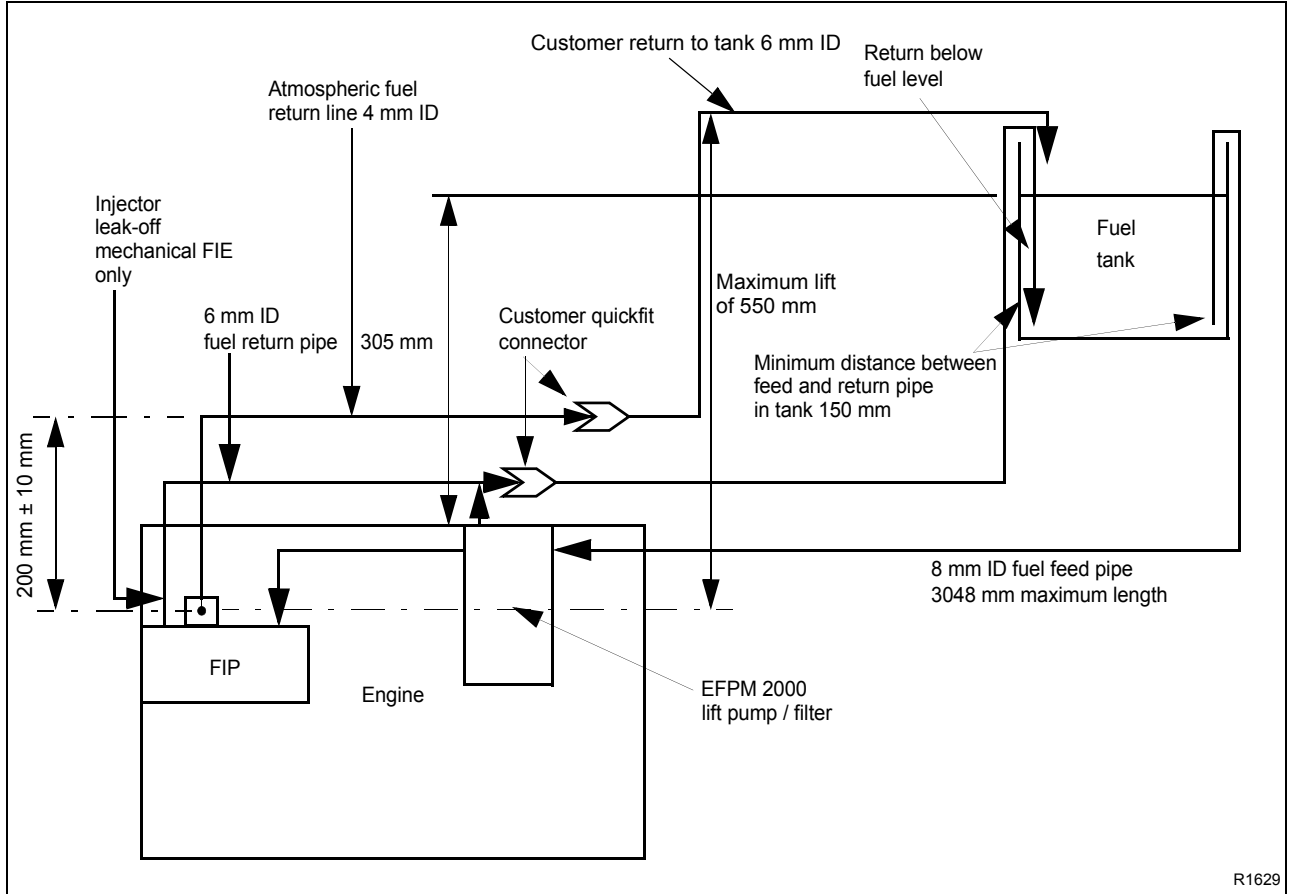 Customer return to tank 6 mm ID
Return below
fuel level
Atmospheric fuel
return line 4 mm ID
Injector
leak-off
mechanical FIE
only
Fuel
tank
Maximum lift
of 550 mm
6 mm ID
fuel return pipe
305 mm
Customer quickfit
connector
Minimum distance between
feed and return pipe
in tank 150 mm
200 mm ± 10 mm
8 mm ID fuel feed pipe
3048 mm maximum length
FIP
Engine
EFPM 2000
lift pump / filter
R1629